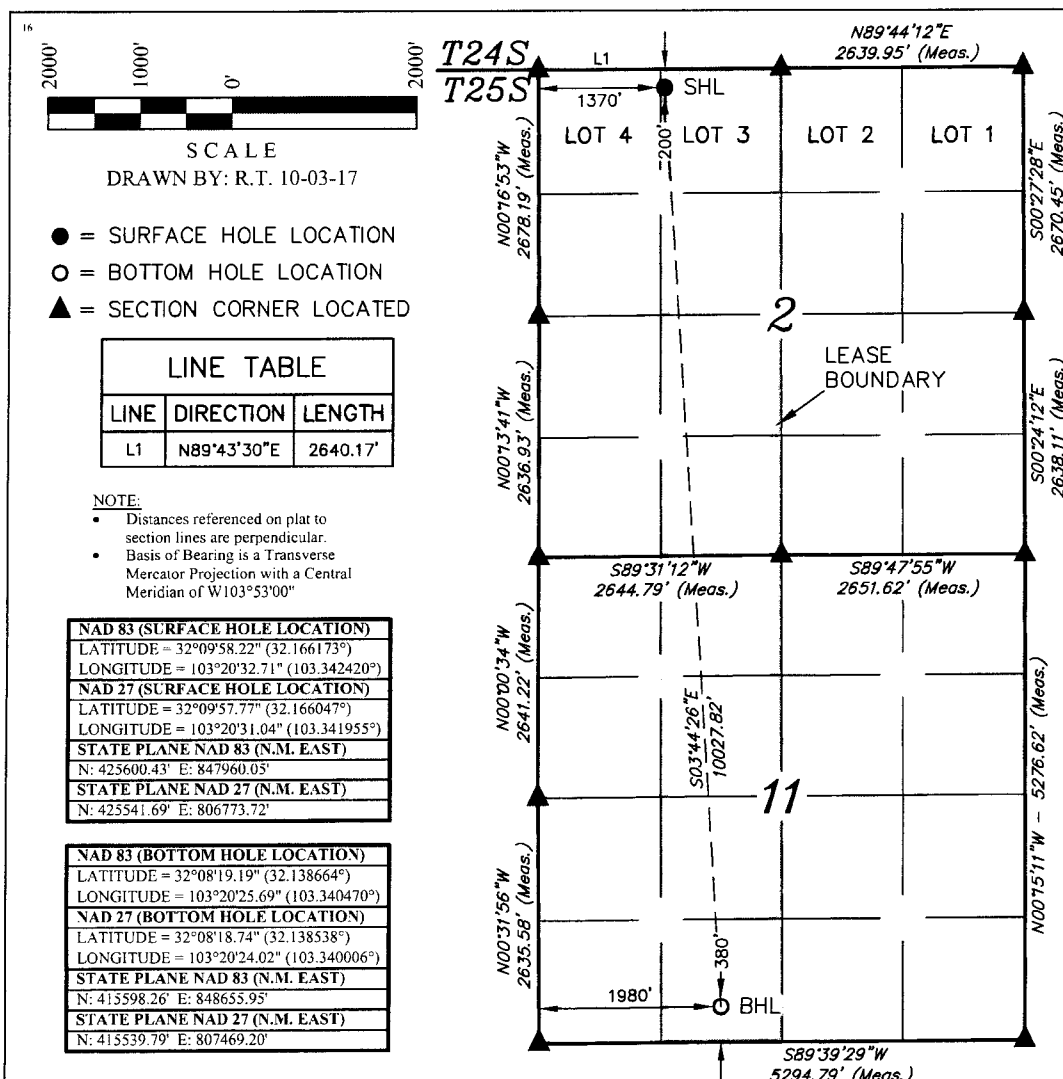 16
2000'
1000'
0'
2000'
SCALE
DRAWN BY: R.T. 10-03-17
● = SURFACE HOLE LOCATION
○ = BOTTOM HOLE LOCATION
▲ = SECTION CORNER LOCATED
LINE TABLE
LINE DIRECTION LENGTH
L1 N89°43'30"E 2640.17'
NOTE:
• Distances referenced on plat to
section lines are perpendicular.
• Basis of Bearing is a Transverse
Mercator Projection with a Central
Meridian of W103°53'00"
NAD 83 (SURFACE HOLE LOCATION)
LATITUDE = 32°09'58.22" (32.166173°)
LONGITUDE = 103°20'32.71" (103.342420°)
NAD 27 (SURFACE HOLE LOCATION)
LATITUDE = 32°09'57.77" (32.166047°)
LONGITUDE = 103°20'31.04" (103.341955°)
STATE PLANE NAD 83 (N.M. EAST)
N: 425600.43' E: 847960.05'
STATE PLANE NAD 27 (N.M. EAST)
N: 425541.69' E: 806773.72'
NAD 83 (BOTTOM HOLE LOCATION)
LATITUDE = 32°08'19.19" (32.138664°)
LONGITUDE = 103°20'25.69" (103.340470°)
NAD 27 (BOTTOM HOLE LOCATION)
LATITUDE = 32°08'18.74" (32.138538°)
LONGITUDE = 103°20'24.02" (103.340006°)
STATE PLANE NAD 83 (N.M. EAST)
N: 415598.26' E: 848655.95'
STATE PLANE NAD 27 (N.M. EAST)
N: 415539.79' E: 807469.20'
T24S
T25S
L1
N89°44'12"E
2639.95' (Meas.)
1370'
SHL
200'
LOT 4
LOT 3
LOT 2
LOT 1
N00°16'53"W
2678.19' (Meas.)
S00°27'28"E
2670.45' (Meas.)
2
LEASE
BOUNDARY
N00°13'41"W
2636.93' (Meas.)
S00°24'12"E
2638.11' (Meas.)
S89°31'12"W
2644.79' (Meas.)
S89°47'55"W
2651.62' (Meas.)
N00°00'34"W
2641.22' (Meas.)
S03°44'26"E
10027.82'
11
N00°15'11"W - 5276.62' (Meas.)
N00°31'56"W
2635.58' (Meas.)
380'
1980'
BHL
S89°39'29"W
5294.79' (Meas.)